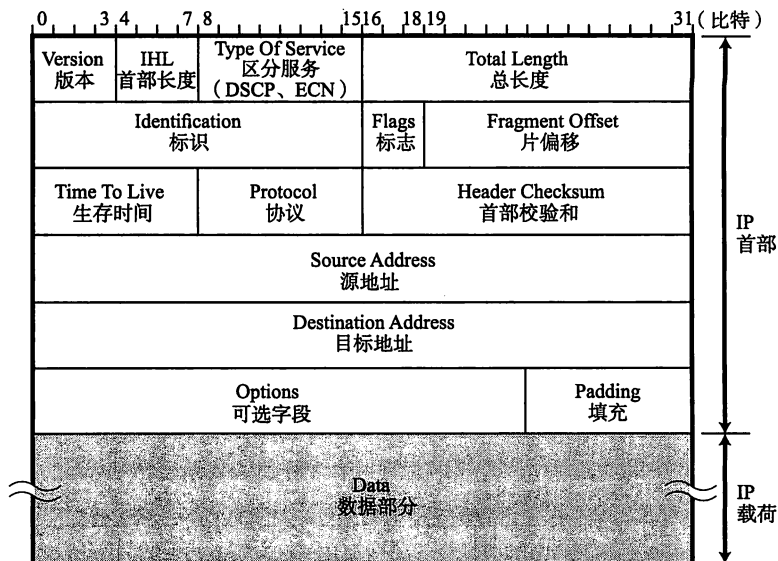 0 3 4 7 8 1516 1819 31(比特)
Version
版本
IHL
首部长度
Type Of Service
区分服务
(DSCP、ECN)
Total Length
总长度
Identification
标识
Flags
标志
Fragment Offset
片偏移
Time To Live
生存时间
Protocol
协议
Header Checksum
首部校验和
Source Address
源地址
Destination Address
目标地址
Options
可选字段
Padding
填充
IP
首部
Data
数据部分
IP
载荷